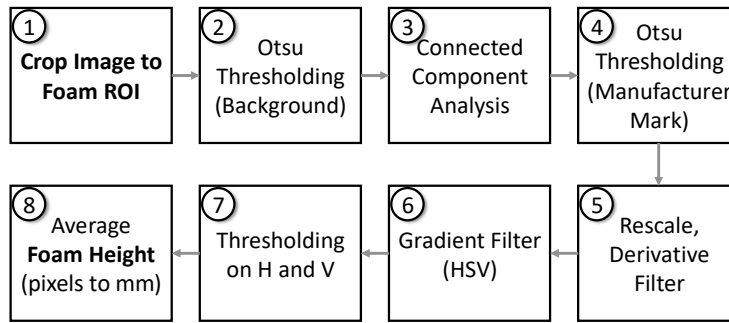 1
Crop Image to
Foam ROI
2
Otsu
Thresholding
(Background)
3
Connected
Component
Analysis
4
Otsu
Thresholding
(Manufacturer
Mark)
5
Rescale,
Derivative
Filter
6
Gradient Filter
(HSV)
7
Thresholding
on H and V
8
Average
Foam Height
(pixels to mm)